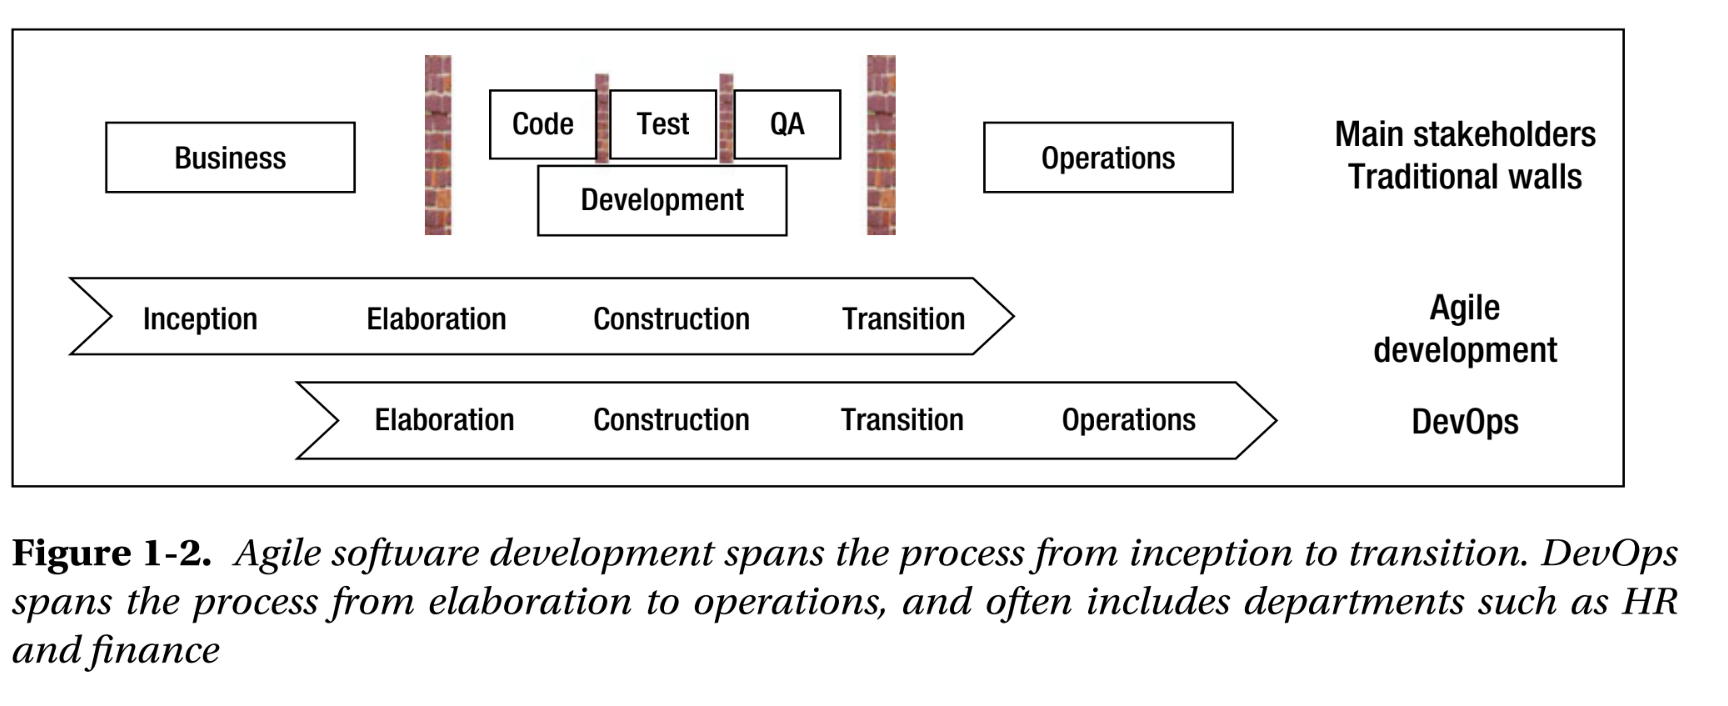 Business
Code
Test
QA
Development
Operations
Main stakeholders
Traditional walls
Inception Elaboration Construction Transition
Agile
development
Elaboration Construction Transition Operations
DevOps
Figure 1-2. Agile software development spans the process from inception to transition. DevOps
spans the process from elaboration to operations, and often includes departments such as HR
and finance